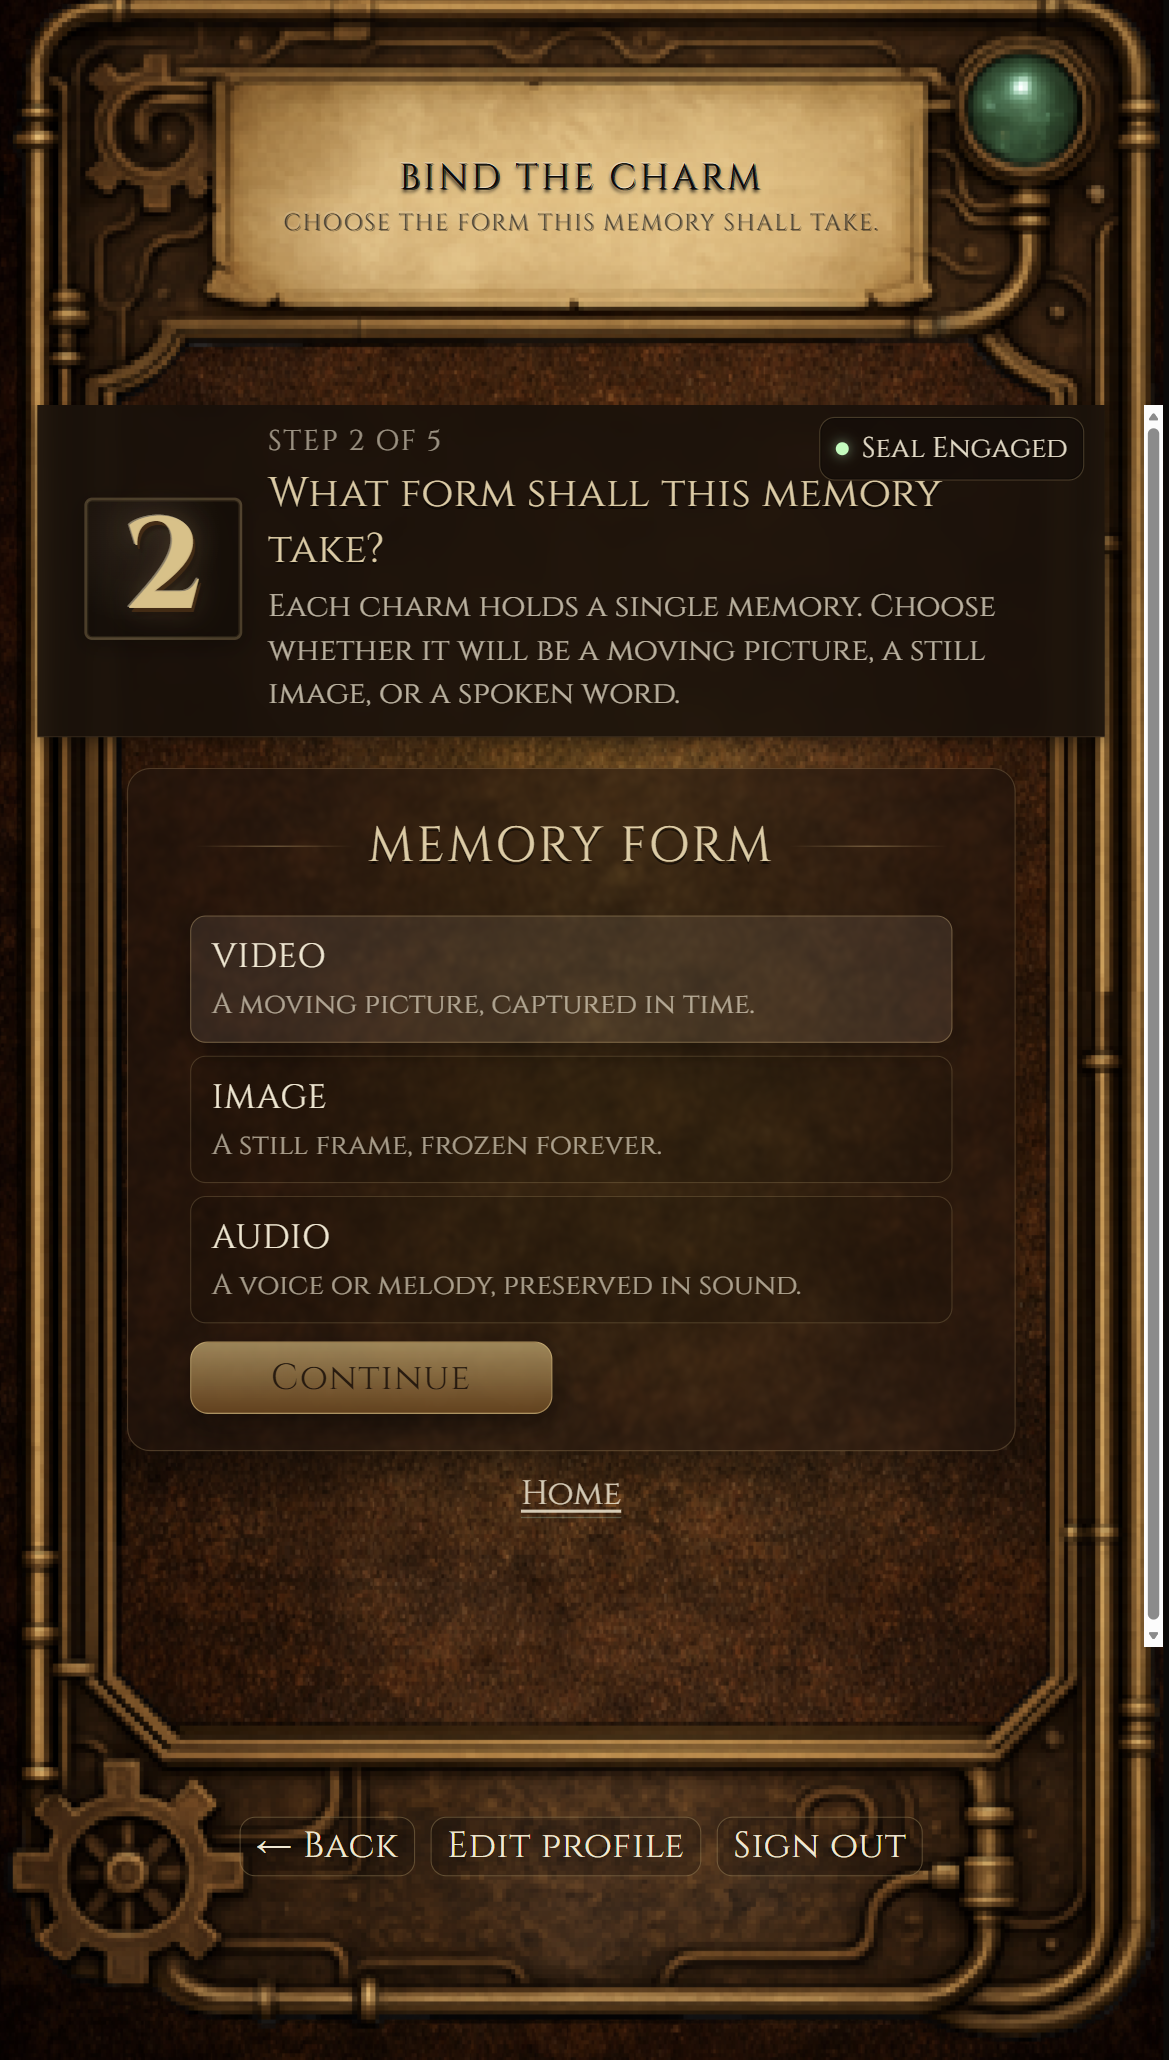 BIND THE CHARM
CHOOSE THE FORM THIS MEMORY SHALL TAKE.
STEP 2 OF 5
Seal Engaged
What form shall this memory
take?
2
Each charm holds a single memory. Choose
whether it will be a moving picture, a still
image, or a spoken word.
MEMORY FORM
VIDEO
A moving picture, captured in time.
IMAGE
A still frame, frozen forever.
AUDIO
A voice or melody, preserved in sound.
Continue
Home
← Back Edit profile Sign out